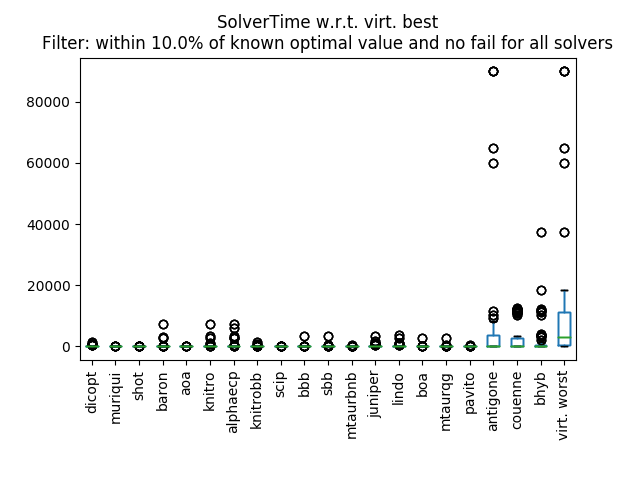 SolverTime w.r.t. virt. best
Filter: within 10.0% of known optimal value and no fail for all solvers
80000
60000
40000
20000
0
dicopt
muriqui
shot
baron
aoa
knitro
alphaecp
knitrobb
scip
bbb
sbb
mtaurbnb
juniper
lindo
boa
mtaurqg
pavito
antigone
couenne
bhyb
virt. worst